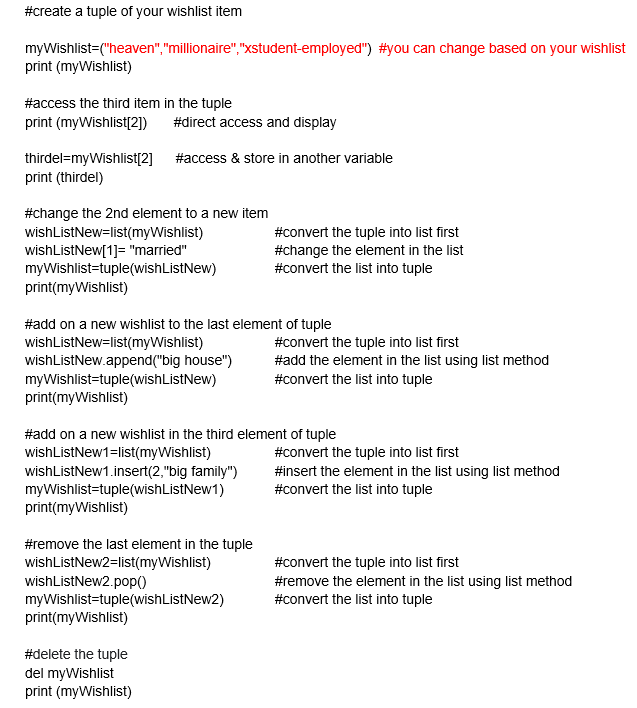 #create a tuple of your wishlist item
myWishlist=("heaven","millionaire","xstudent-employed") #you can change based on your wishlist
print (myWishlist)
#access the third item in the tuple
print (myWishlist[2]) #direct access and display
thirdel=myWishlist[2] #access & store in another variable
print (thirdel)
#change the 2nd element to a new item
wishListNew=list(myWishlist) #convert the tuple into list first
wishListNew[1]= "married" #change the element in the list
myWishlist=tuple(wishListNew) #convert the list into tuple
print(myWishlist)
#add on a new wishlist to the last element of tuple
wishListNew=list(myWishlist) #convert the tuple into list first
wishListNew.append("big house") #add the element in the list using list method
myWishlist=tuple(wishListNew) #convert the list into tuple
print(myWishlist)
#add on a new wishlist in the third element of tuple
wishListNew1=list(myWishlist) #convert the tuple into list first
wishListNew1.insert(2,"big family") #insert the element in the list using list method
myWishlist=tuple(wishListNew1) #convert the list into tuple
print(myWishlist)
#remove the last element in the tuple
wishListNew2=list(myWishlist) #convert the tuple into list first
wishListNew2.pop() #remove the element in the list using list method
myWishlist=tuple(wishListNew2) #convert the list into tuple
print(myWishlist)
#delete the tuple
del myWishlist
print (myWishlist)